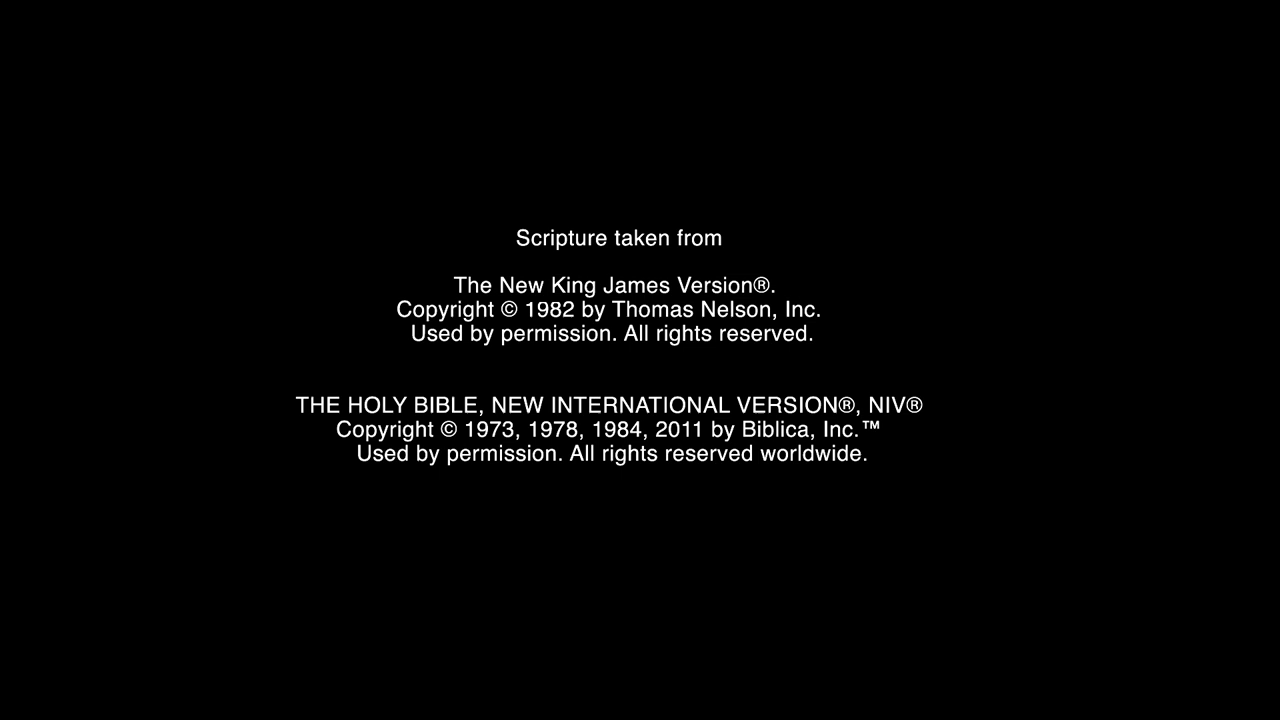 Scripture taken from
The New King James Version®.
Copyright © 1982 by Thomas Nelson, Inc.
Used by permission. All rights reserved.
THE HOLY BIBLE, NEW INTERNATIONAL VERSION®, NIV®
Copyright © 1973, 1978, 1984, 2011 by Biblica, Inc.™
Used by permission. All rights reserved worldwide.